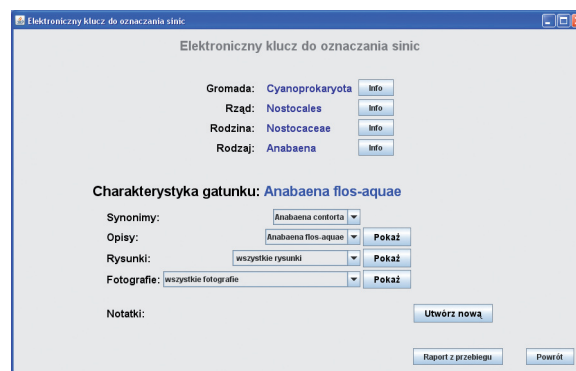 Elektroniczny klucz do oznaczania sinic
Elektroniczny klucz do oznaczania sinic
Gromada: Cyanoprokaryota Info
Rząd: Nostocales Info
Rodzina: Nostocaceae Info
Rodzaj: Anabaena Info
Charakterystyka gatunku: Anabaena flos-aquae
Synonimy: Anabaena contorta
Opisy: Anabaena flos-aquae Pokaż
Rysunki: wszystkie rysunki Pokaż
Fotografie: wszystkie fotografie Pokaż
Notatki: Utwórz nową
Raport z przebiegu Powrót